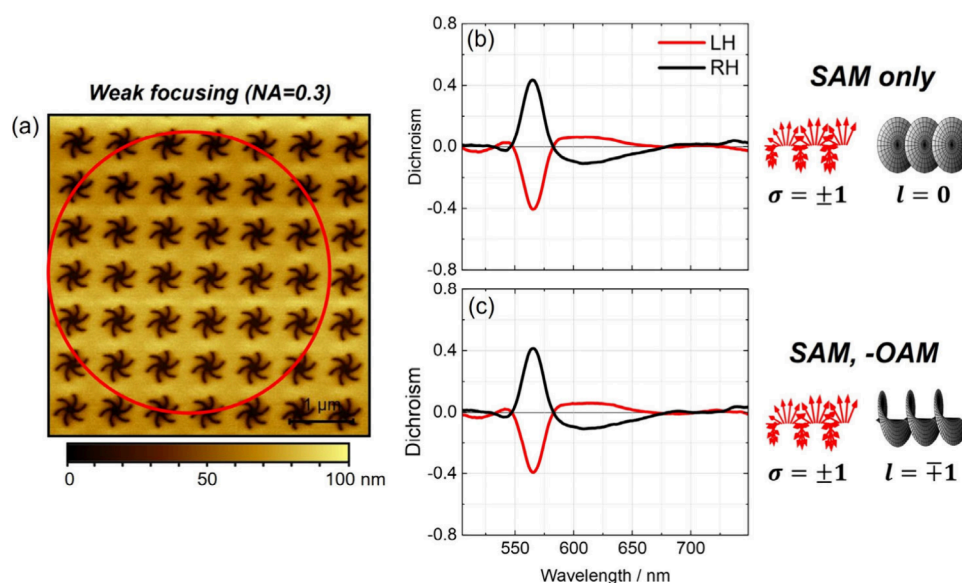 Weak focusing (NA=0.3)
(a)
1 μm
0
50
100 nm
(b)
0.8
0.4
0.0
-0.4
-0.8
Dichroism
LH
RH
SAM only
σ = ±1
l = 0
(c)
0.8
0.4
0.0
-0.4
-0.8
Dichroism
550
600
650
700
Wavelength / nm
SAM, -OAM
σ = ±1
l = ∓1